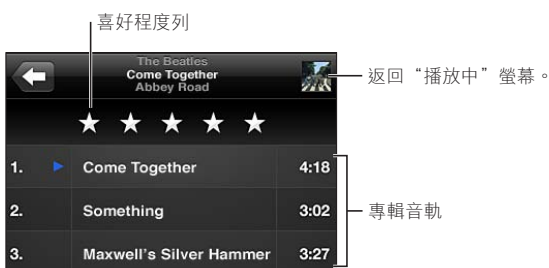 喜好程度列
The Beatles
Come Together
Abbey Road
返回“播放中”螢幕。
1. Come Together 4:18
2. Something 3:02
3. Maxwell's Silver Hammer 3:27
專輯音軌